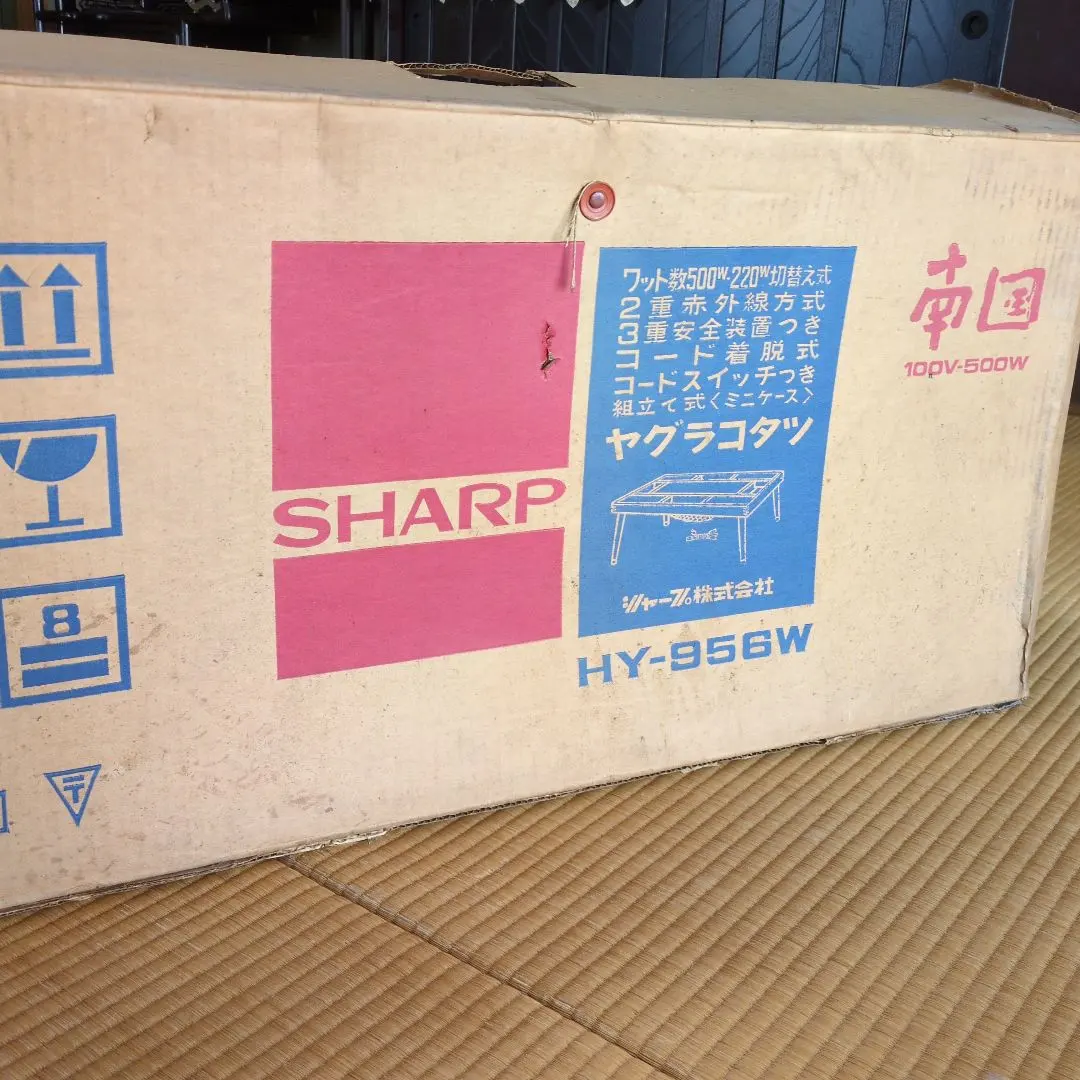 8
〒
SHARP
ワット数500W-220W切替え式
2重赤外線方式
3重安全装置つき
コード着脱式
コードスイッチつき
組立て式〈ミニケース〉
ヤグラコタツ
シャープ株式会社
HY-956W
南国
100V-500W